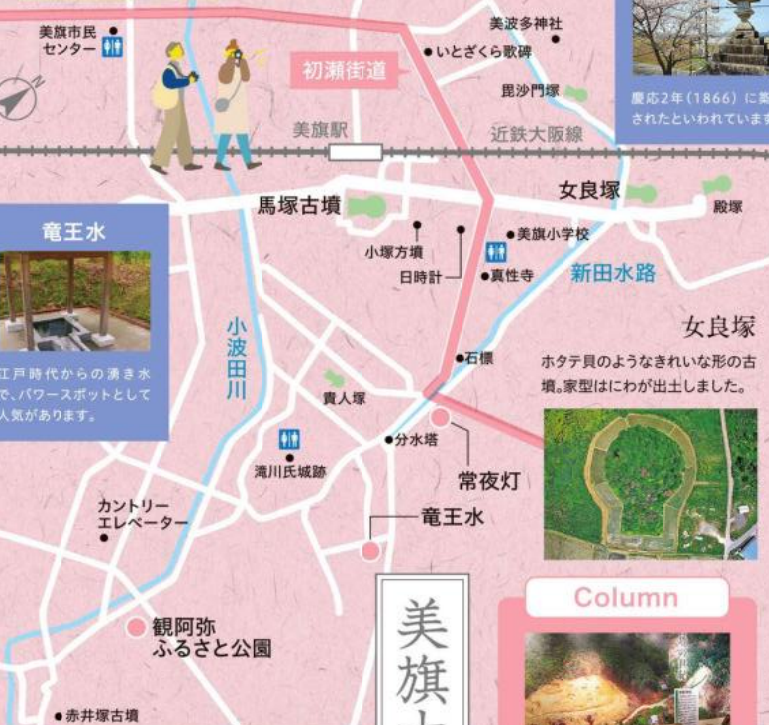 美旗市民
センター
美波多神社
いとざくら歌碑
初瀬街道
毘沙門塚
慶応2年(1866)に
されたといわれています
美旗駅
近鉄大阪線
馬塚古墳
女良塚
殿塚
小塚方墳
日時計
美旗小学校
真性寺
新田水路
竜王水
江戸時代からの湧き水
で、パワースポットとして
人気があります。
小波田川
女良塚
ホタテ貝のようなきれいな形の古
墳。家型はにわが出土しました。
石標
貴人塚
分水塔
滝川氏城跡
常夜灯
竜王水
カントリー
エレベーター
観阿弥
ふるさと公園
赤井塚古墳
美旗
Column